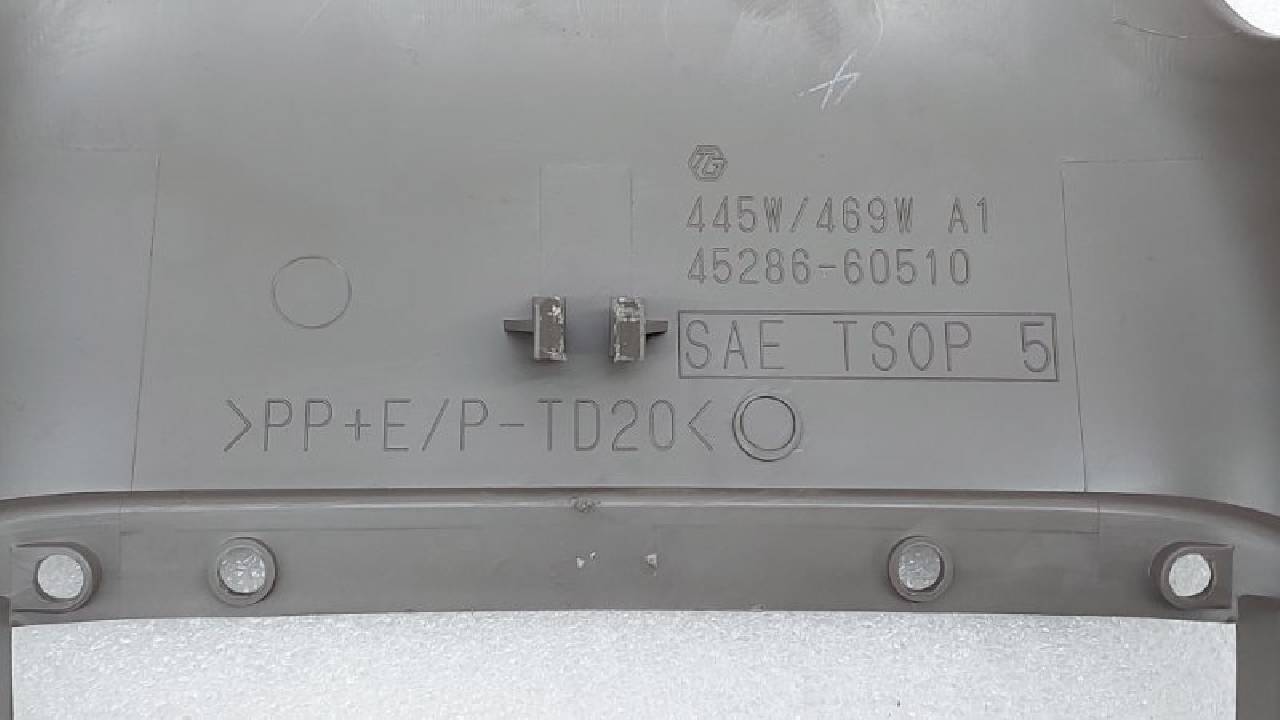 TG
445W/469W A1
45286-60510
SAE TSOP 5
>PP+E/P-TD20<